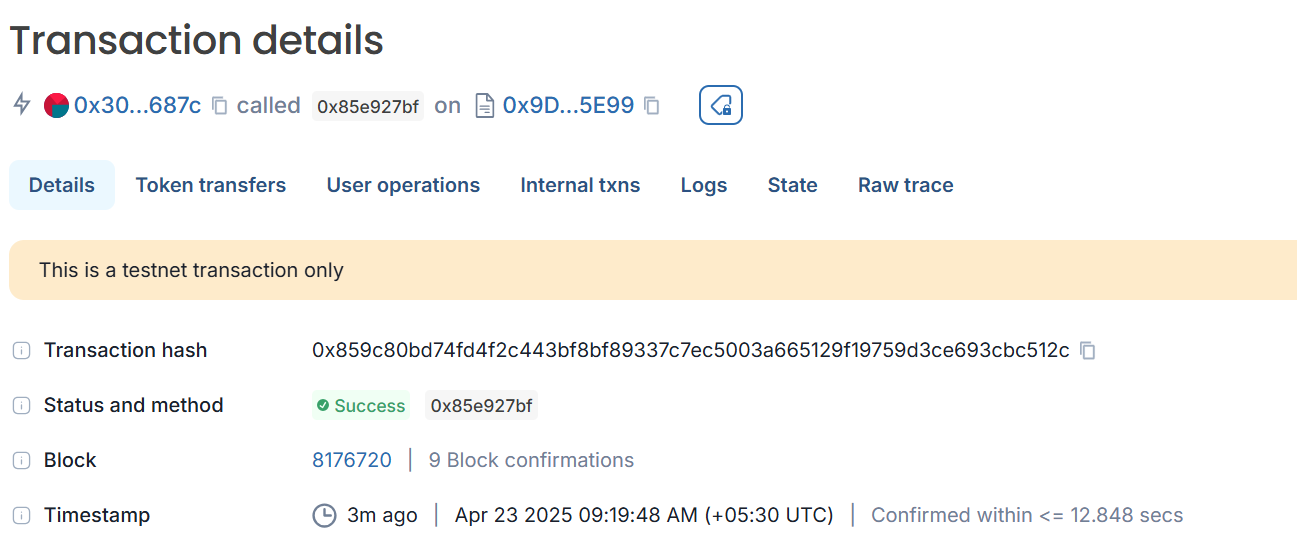 Transaction details
0x30...687c called 0x85e927bf on 0x9D...5E99
Details Token transfers User operations Internal txns Logs State Raw trace
This is a testnet transaction only
Transaction hash 0x859c80bd74fd4f2c443bf8bf89337c7ec5003a665129f19759d3ce693cbc512c
Status and method Success 0x85e927bf
Block 8176720 | 9 Block confirmations
Timestamp 3m ago | Apr 23 2025 09:19:48 AM (+05:30 UTC) | Confirmed within <= 12.848 secs